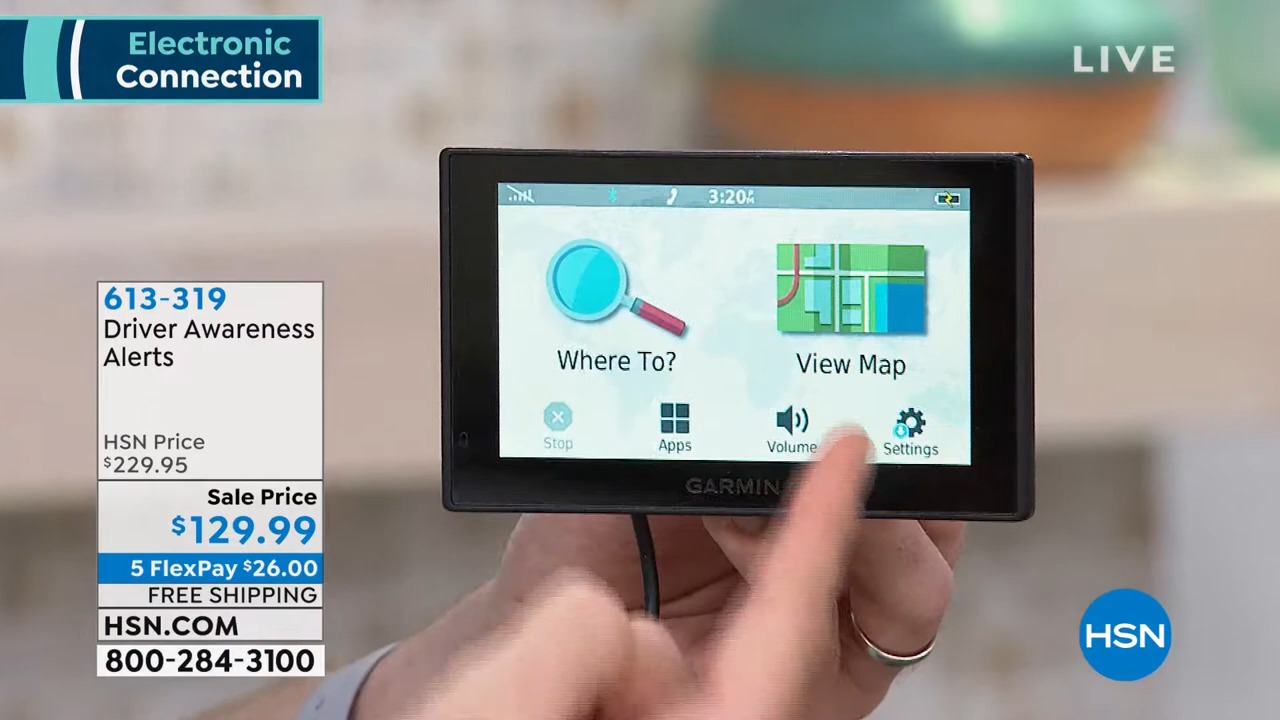 Electronic
Connection
LIVE
3:20
Where To?
View Map
Stop
Apps
Volume
Settings
GARMIN
613-319
Driver Awareness
Alerts
HSN Price
$229.95
Sale Price
$129.99
5 FlexPay $26.00
FREE SHIPPING
HSN.COM
800-284-3100
HSN